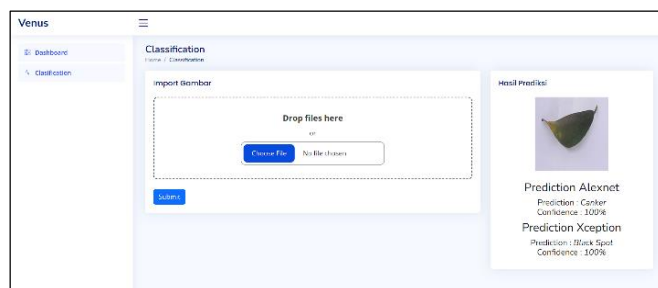 Venus
Dashboard
Clasification
Classification
Home / Classification
Import Gambar
Drop files here
or
Choose File No file chosen
Submit
Hasil Prediksi
Prediction Alexnet
Prediction : Canker
Confidence : 100%
Prediction Xception
Prediction : Black Spot
Confidence : 100%